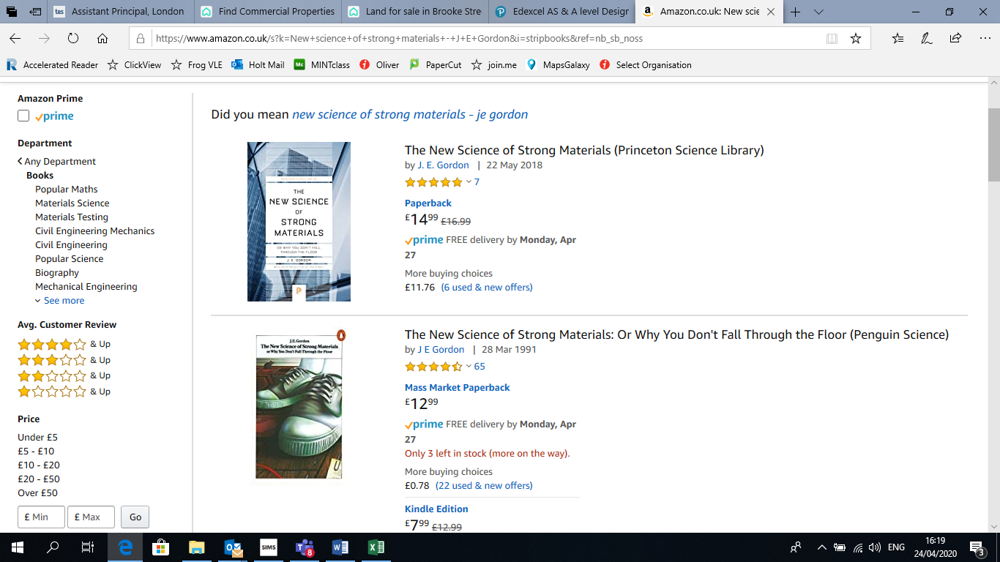 tes Assistant Principal, London
Find Commercial Properties
Land for sale in Brooke Stre
Edexcel AS & A level Design
Amazon.co.uk: New scie
https://www.amazon.co.uk/s?k=New+science+of+strong+materials+-+J+E+Gordon&i=stripbooks&ref=nb_sb_noss
Accelerated Reader ClickView Frog VLE Holt Mail Mc MINTclass Oliver PaperCut join.me MapsGalaxy Select Organisation
Amazon Prime
prime
Department
Any Department
Books
Popular Maths
Materials Science
Materials Testing
Civil Engineering Mechanics
Civil Engineering
Popular Science
Biography
Mechanical Engineering
See more
Avg. Customer Review
& Up
& Up
& Up
& Up
Price
Under £5
£5 - £10
£10 - £20
£20 - £50
Over £50
£ Min £ Max Go
Did you mean new science of strong materials - je gordon
THE
NEW SCIENCE
OF
STRONG
MATERIALS
OR WHY YOU DON'T FALL
THROUGH THE FLOOR
J. E. GORDON
The New Science of Strong Materials (Princeton Science Library)
by J. E. Gordon | 22 May 2018
7
Paperback
£1499 £16.99
prime FREE delivery by Monday, Apr
27
More buying choices
£11.76 (6 used & new offers)
J.E. Gordon
The New Science of Strong Materials
or Why You Don't Fall Through the Floor
The New Science of Strong Materials: Or Why You Don't Fall Through the Floor (Penguin Science)
by J E Gordon | 28 Mar 1991
65
Mass Market Paperback
£1299
prime FREE delivery by Monday, Apr
27
Only 3 left in stock (more on the way).
More buying choices
£0.78 (22 used & new offers)
Kindle Edition
£799 £12.99
SIMS
8
ENG
16:19
24/04/2020
3